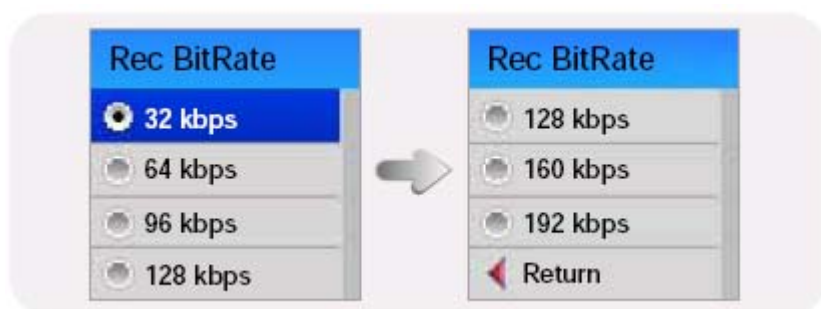 Rec BitRate
32 kbps
64 kbps
96 kbps
128 kbps
Rec BitRate
128 kbps
160 kbps
192 kbps
Return